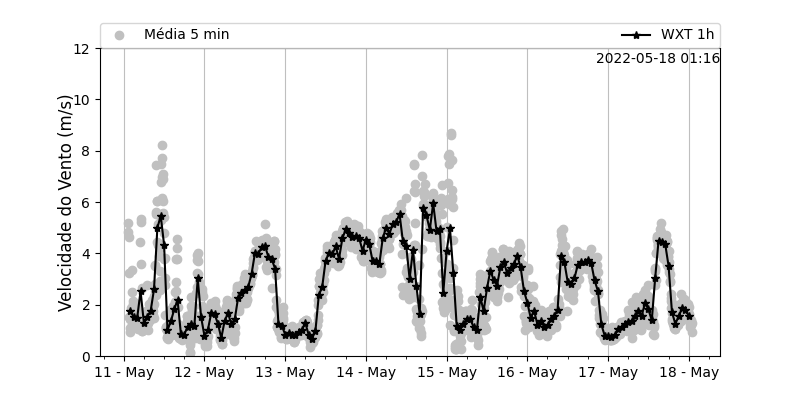 Média 5 min
WXT 1h
2022-05-18 01:16
Velocidade do Vento (m/s)
12
10
8
6
4
2
0
11 - May 12 - May 13 - May 14 - May 15 - May 16 - May 17 - May 18 - May